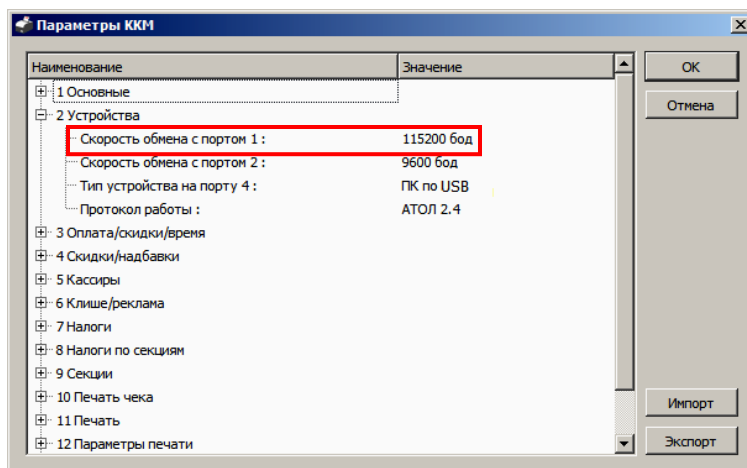 Параметры ККМ
Наименование Значение
1 Основные
2 Устройства
Скорость обмена с портом 1 : 115200 бод
Скорость обмена с портом 2 : 9600 бод
Тип устройства на порту 4 : ПК по USB
Протокол работы : АТОЛ 2.4
3 Оплата/скидки/время
4 Скидки/надбавки
5 Кассиры
6 Клише/реклама
7 Налоги
8 Налоги по секциям
9 Секции
10 Печать чека
11 Печать
12 Параметры печати
ОК
Отмена
Импорт
Экспорт